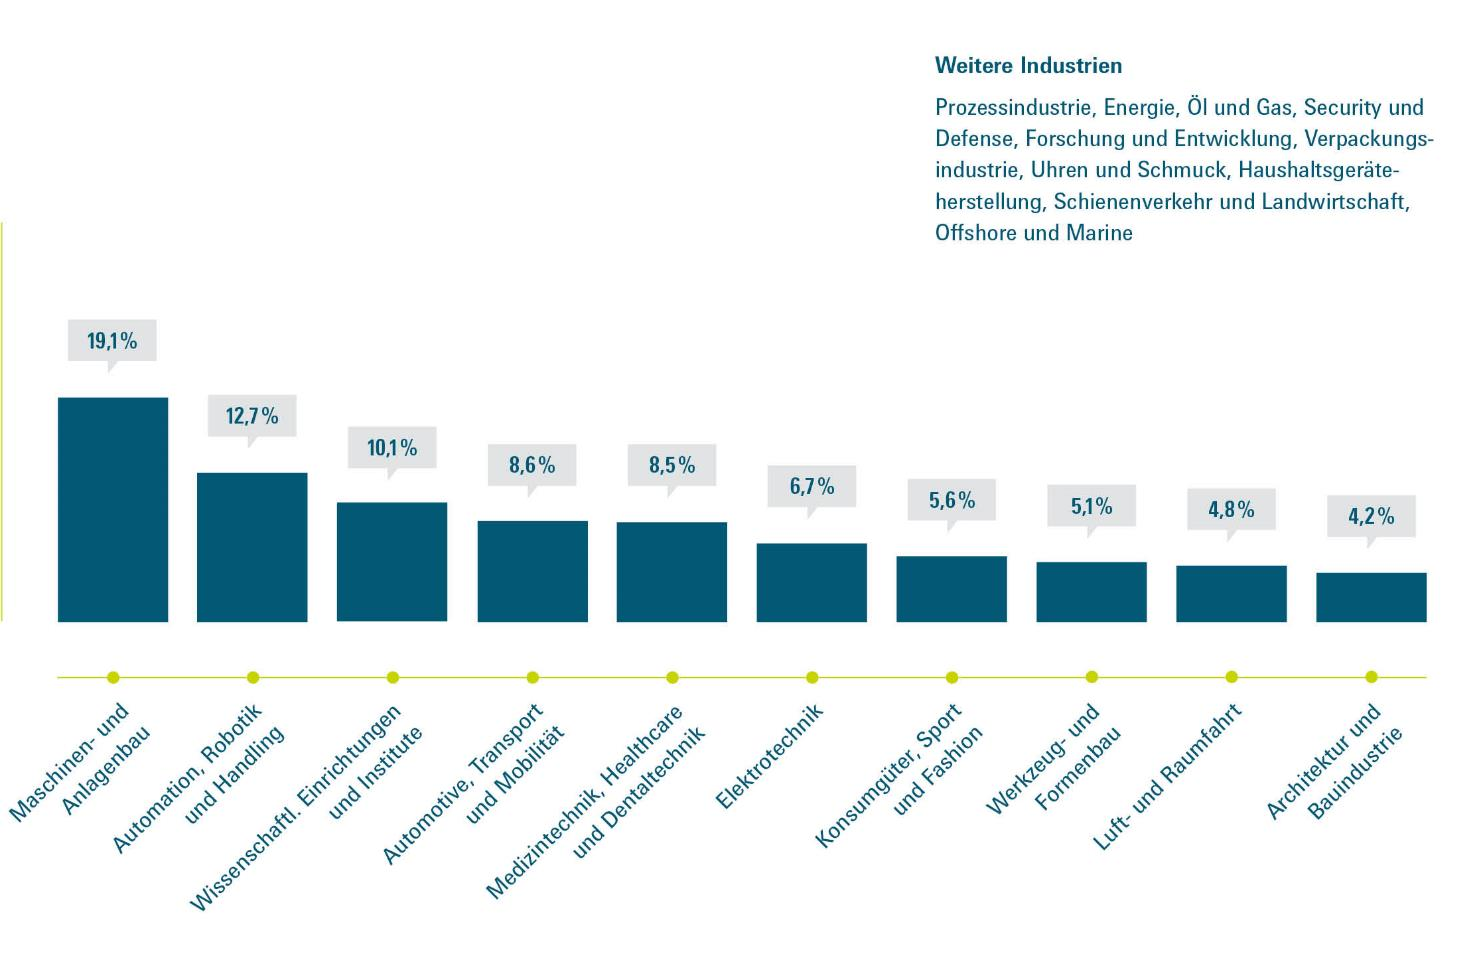 Weitere Industrien
Prozessindustrie, Energie, Öl und Gas, Security und
Defense, Forschung und Entwicklung, Verpackungs-
industrie, Uhren und Schmuck, Haushaltsgeräte-
herstellung, Schienenverkehr und Landwirtschaft,
Offshore und Marine
19,1 %
12,7 %
10,1 %
8,6 %
8,5 %
6,7 %
5,6 %
5,1 %
4,8 %
4,2 %
Maschinen- und
Anlagenbau
Automation, Robotik
und Handling
Wissenschaftl. Einrichtungen
und Institute
Automotive, Transport
und Mobilität
Medizintechnik, Healthcare
und Dentaltechnik
Elektrotechnik
Konsumgüter, Sport
und Fashion
Werkzeug- und
Formenbau
Luft- und Raumfahrt
Architektur und
Bauindustrie